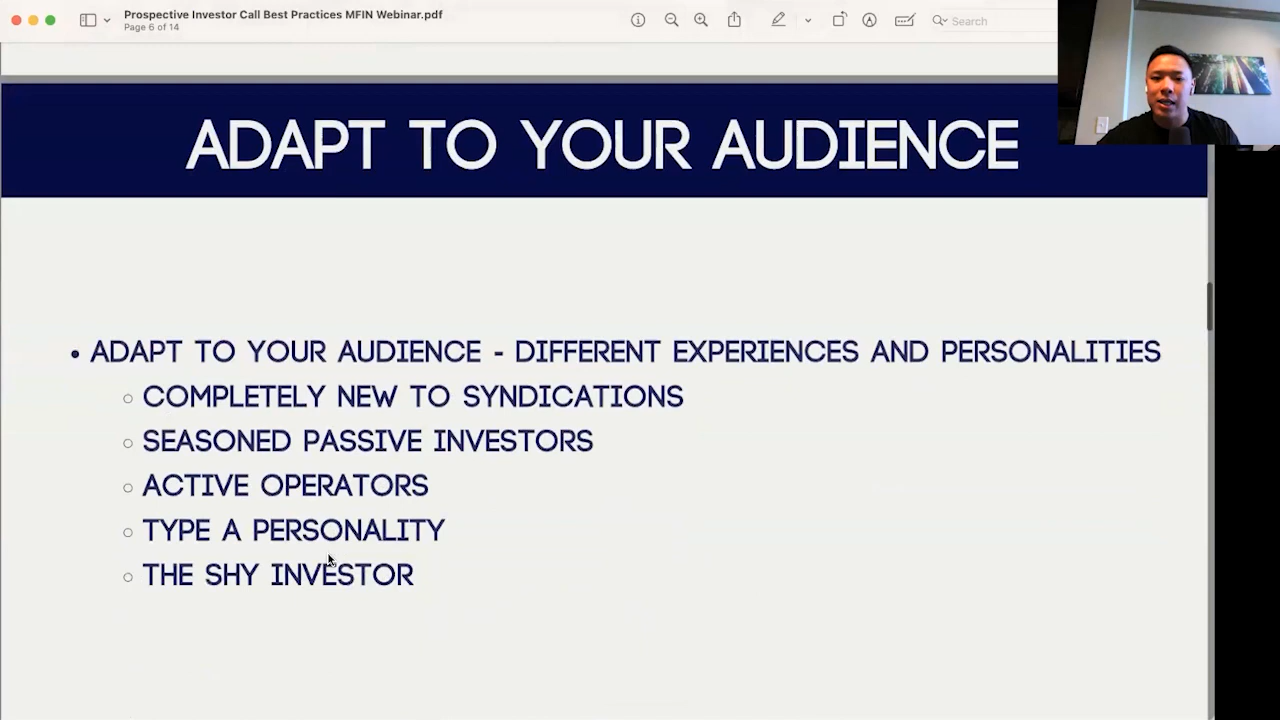 Prospective Investor Call Best Practices MFIN Webinar.pdf
Page 6 of 14
Search
ADAPT TO YOUR AUDIENCE
• ADAPT TO YOUR AUDIENCE - DIFFERENT EXPERIENCES AND PERSONALITIES
○ COMPLETELY NEW TO SYNDICATIONS
○ SEASONED PASSIVE INVESTORS
○ ACTIVE OPERATORS
○ TYPE A PERSONALITY
○ THE SHY INVESTOR